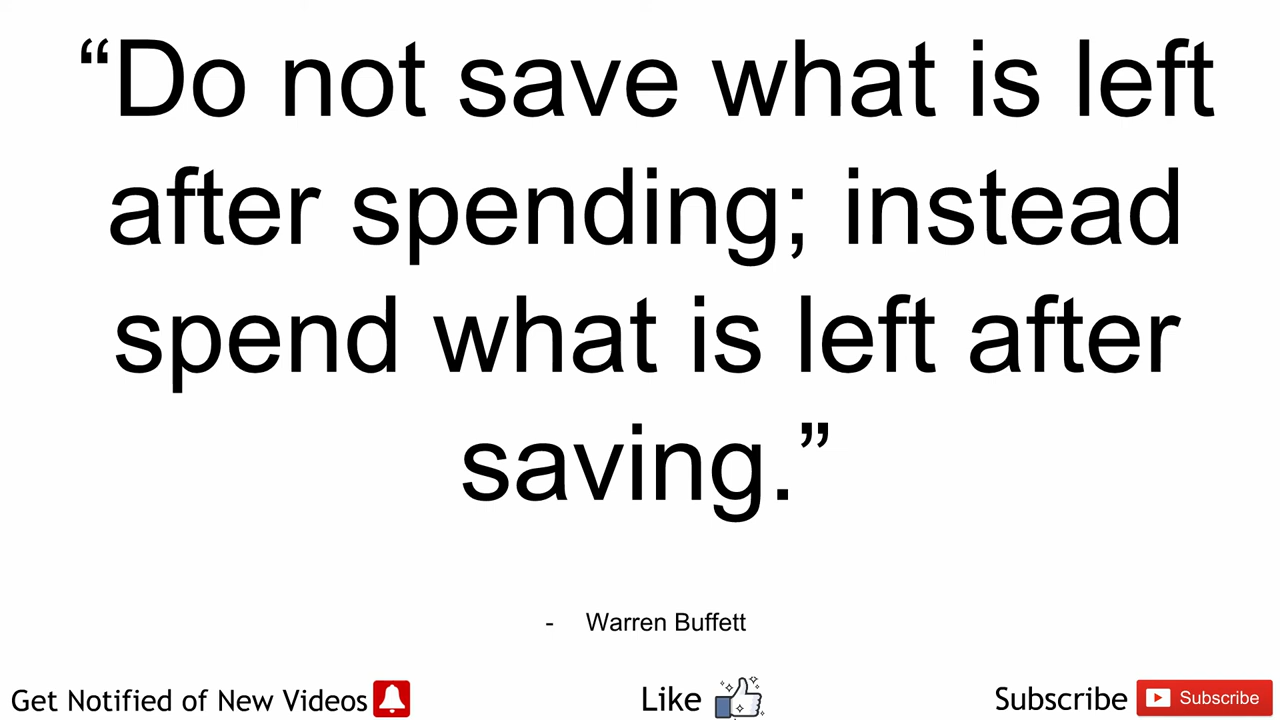 “Do not save what is left
after spending; instead
spend what is left after
saving.”
- Warren Buffett
Get Notified of New Videos Like Subscribe Subscribe